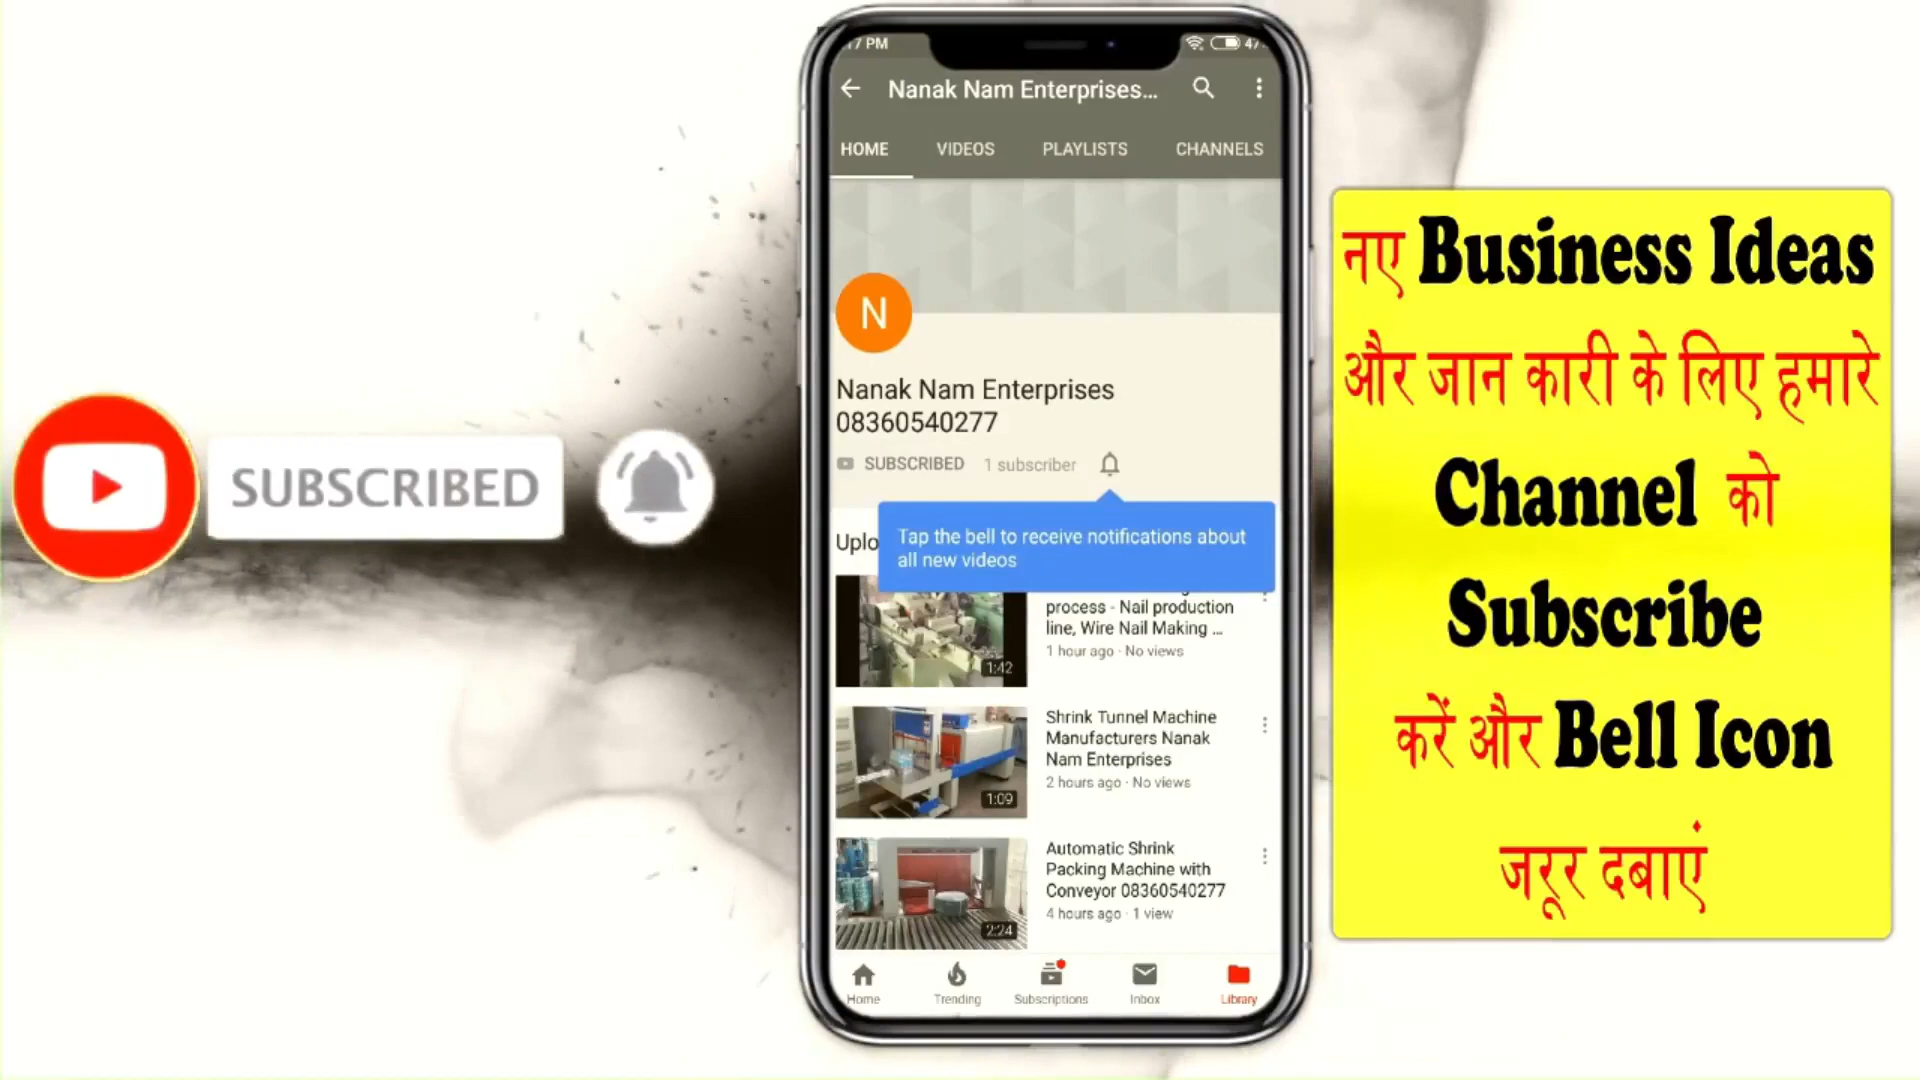 SUBSCRIBED
17 PM
47
Nanak Nam Enterprises...
HOME VIDEOS PLAYLISTS CHANNELS
N
Nanak Nam Enterprises
08360540277
SUBSCRIBED 1 subscriber
Tap the bell to receive notifications about
all new videos
Uplo
process - Nail production
line, Wire Nail Making ...
1 hour ago · No views
1:42
Shrink Tunnel Machine
Manufacturers Nanak
Nam Enterprises
2 hours ago · No views
1:09
Automatic Shrink
Packing Machine with
Conveyor 08360540277
4 hours ago · 1 view
2:24
Home Trending Subscriptions Inbox Library
नए Business Ideas
और जान कारी के लिए हमारे
Channel को
Subscribe
करें और Bell Icon
जरूर दबाएं